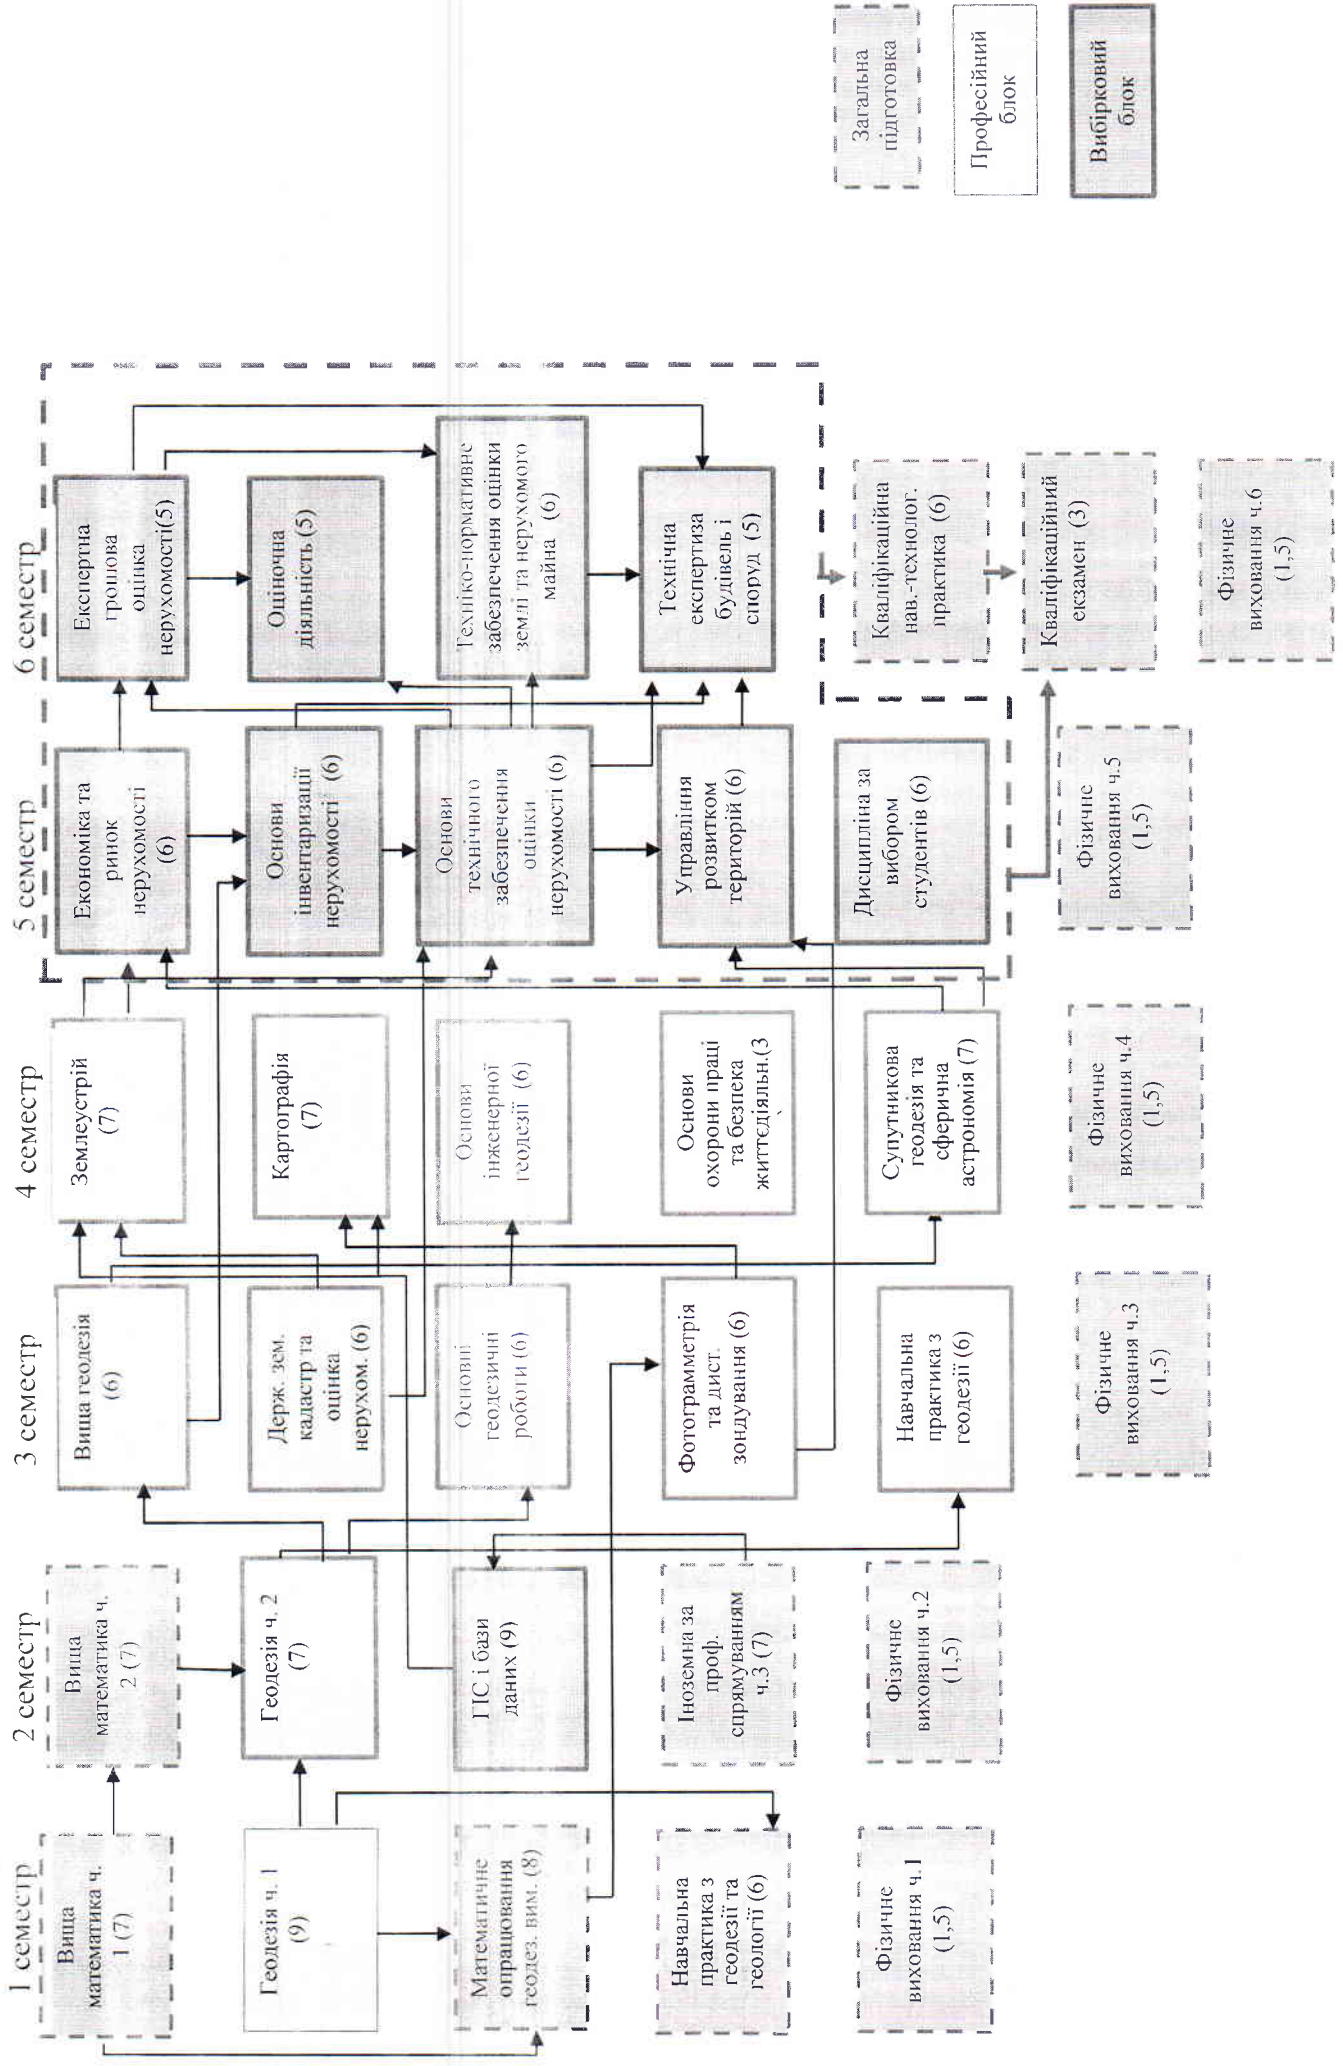 1 семестр
Вища
математика ч.
1 (7)
Геодезія ч. 1
(9)
Математичне
опрацювання
геодез. вим. (8)
Навчальна
практика з
геодезії та
геології (6)
Фізичне
виховання ч.1
(1,5)
2 семестр
Вища
математика ч.
2 (7)
Геодезія ч. 2
(7)
ГІС і бази
даних (9)
Іноземна за
проф.
спрямуванням
ч.3 (7)
Фізичне
виховання ч.2
(1,5)
3 семестр
Вища геодезія
(6)
Держ. зем.
кадастр та
оцінка
нерухом. (6)
Основні
геодезичні
роботи (6)
Фотограмметрія
та дист.
зондування (6)
Навчальна
практика з
геодезії (6)
Фізичне
виховання ч.3
(1,5)
4 семестр
Землеустрій
(7)
Картографія
(7)
Основи
інженерної
геодезії (6)
Основи
охорони праці
та безпека
життєдіяльн.(3
Супутникова
геодезія та
сферична
астрономія (7)
Фізичне
виховання ч.4
(1,5)
5 семестр
Економіка та
ринок
нерухомості
(6)
Основи
інвентаризації
нерухомості (6)
Основи
технічного
забезпечення
оцінки
нерухомості (6)
Управління
розвитком
територій (6)
Дисципліна за
вибором
студентів (6)
Фізичне
виховання ч.5
(1,5)
6 семестр
Експертна
грошова
оцінка
нерухомості(5)
Оціночна
діяльність (5)
Техніко-нормативне
забезпечення оцінки
землі та нерухомого
майна (6)
Технічна
експертиза
будівель і
споруд (5)
Кваліфікаційна
нав.-технолог.
практика (6)
Кваліфікаційний
екзамен (3)
Фізичне
виховання ч.6
(1,5)
Загальна
підготовка
Професійний
блок
Вибірковий
блок